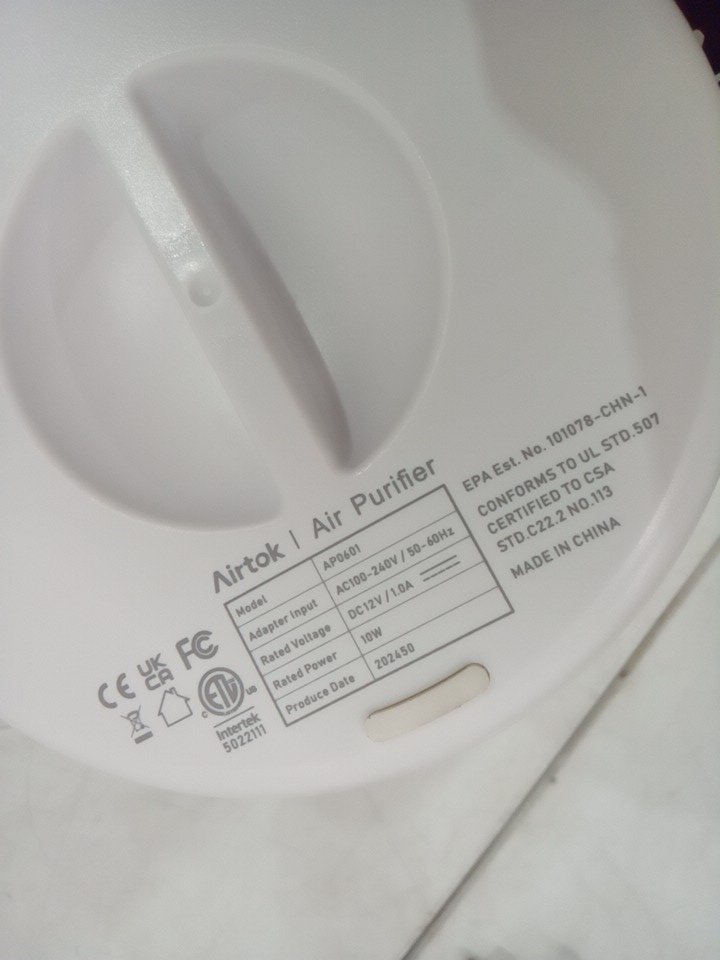 Airtok | Air Purifier
Model AP0601
Adapter Input AC100-240V / 50-60Hz
Rated Voltage DC12V / 1.0A
Rated Power 10W
Produce Date 202450
EPA Est. No. 101078-CHN-1
CONFORMS TO UL STD.507
CERTIFIED TO CSA
STD.C22.2 NO.113
MADE IN CHINA
CE UK CA FC
c ETL us
Intertek
5022111